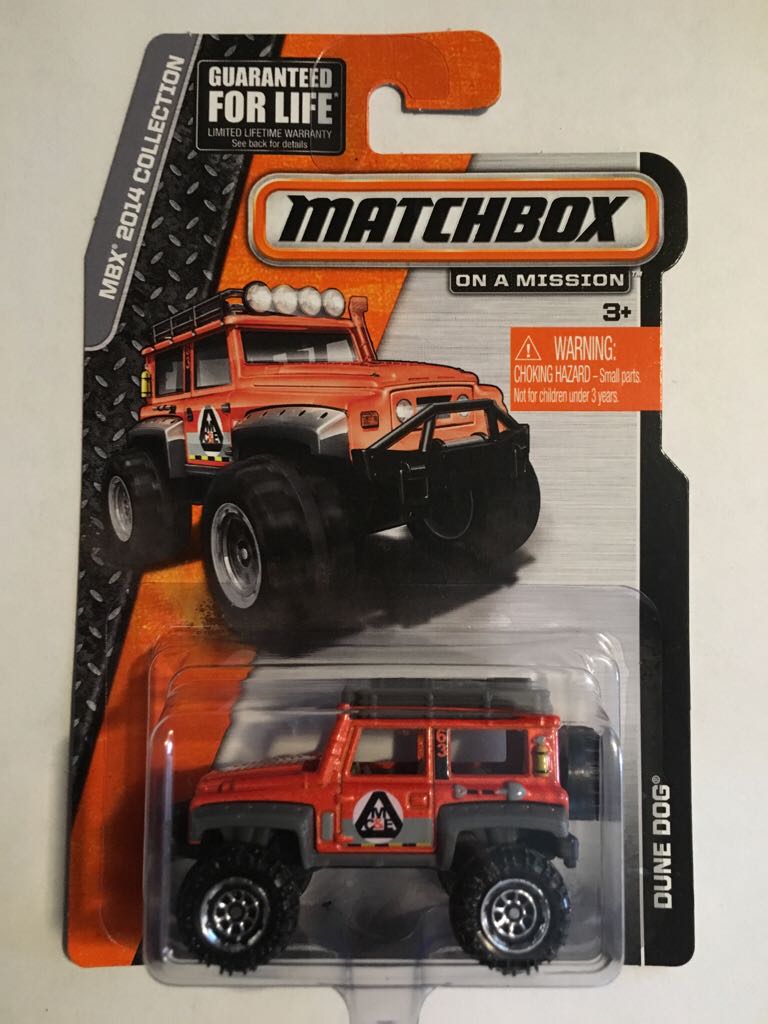 MBX® 2014 COLLECTION
GUARANTEED
FOR LIFE*
LIMITED LIFETIME WARRANTY
See back for details
MATCHBOX
ON A MISSION™
3+
WARNING:
CHOKING HAZARD – Small parts.
Not for children under 3 years.
DUNE DOG®